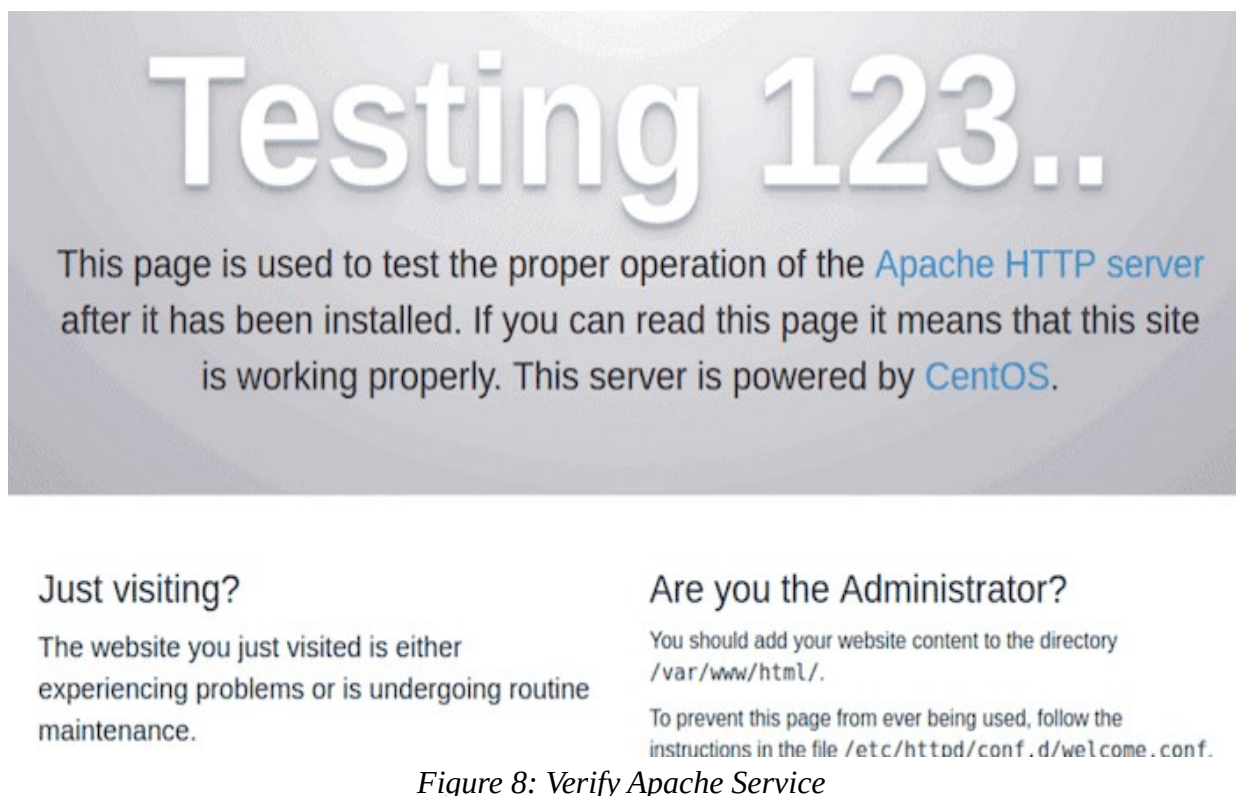 Testing 123..
This page is used to test the proper operation of the Apache HTTP server
after it has been installed. If you can read this page it means that this site
is working properly. This server is powered by CentOS.
Just visiting?
The website you just visited is either
experiencing problems or is undergoing routine
maintenance.
Are you the Administrator?
You should add your website content to the directory
/var/www/html/.
To prevent this page from ever being used, follow the
instructions in the file /etc/httpd/conf.d/welcome.conf.
Figure 8: Verify Apache Service